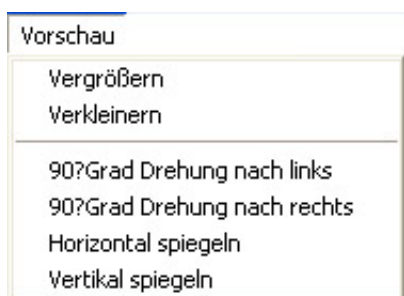 Vorschau
Vergrößern
Verkleinern
90?Grad Drehung nach links
90?Grad Drehung nach rechts
Horizontal spiegeln
Vertikal spiegeln